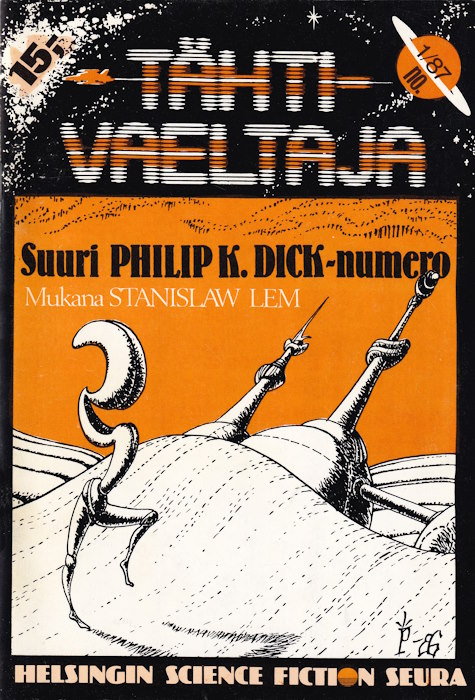 15:-
TÄHTI-
VAELTAJA
1/87
NO.
Suuri PHILIP K. DICK-numero
Mukana STANISLAW LEM
HELSINGIN SCIENCE FICTION SEURA